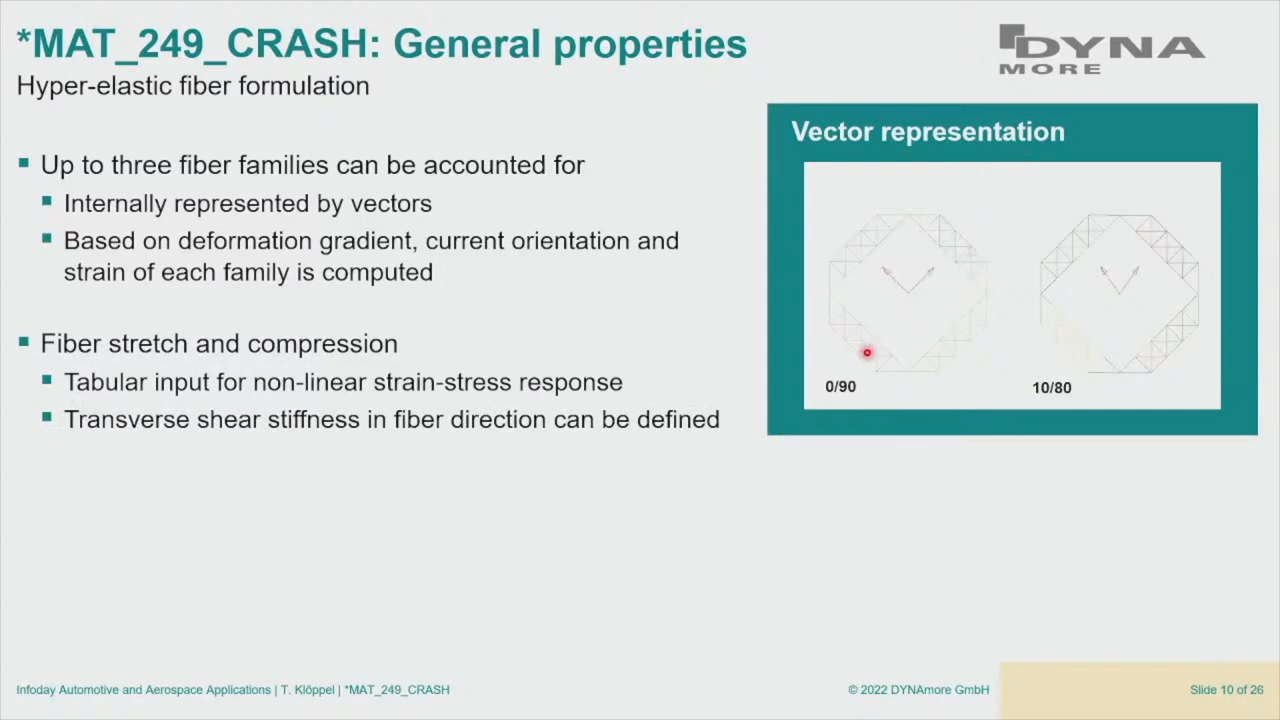 *MAT_249_CRASH: General properties
DYNA
MORE
Hyper-elastic fiber formulation
Up to three fiber families can be accounted for
Internally represented by vectors
Based on deformation gradient, current orientation and
strain of each family is computed
Fiber stretch and compression
Tabular input for non-linear strain-stress response
Transverse shear stiffness in fiber direction can be defined
Vector representation
0/90
10/80
Infoday Automotive and Aerospace Applications | T. Klöppel | *MAT_249_CRASH
© 2022 DYNAmore GmbH
Slide 10 of 26